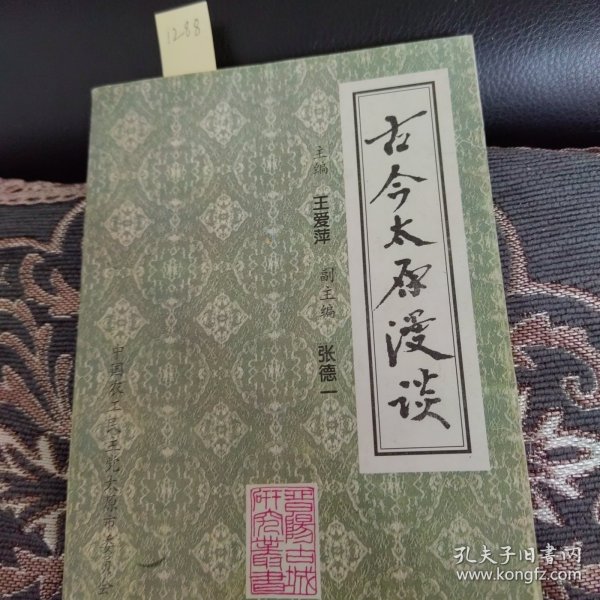 1288
古今太原漫谈
主编 王爱萍 副主编 张德一
中国农工民主党太原市委员会
晋阳古城
研究丛書
孔夫子旧书网
www.kongfz.com